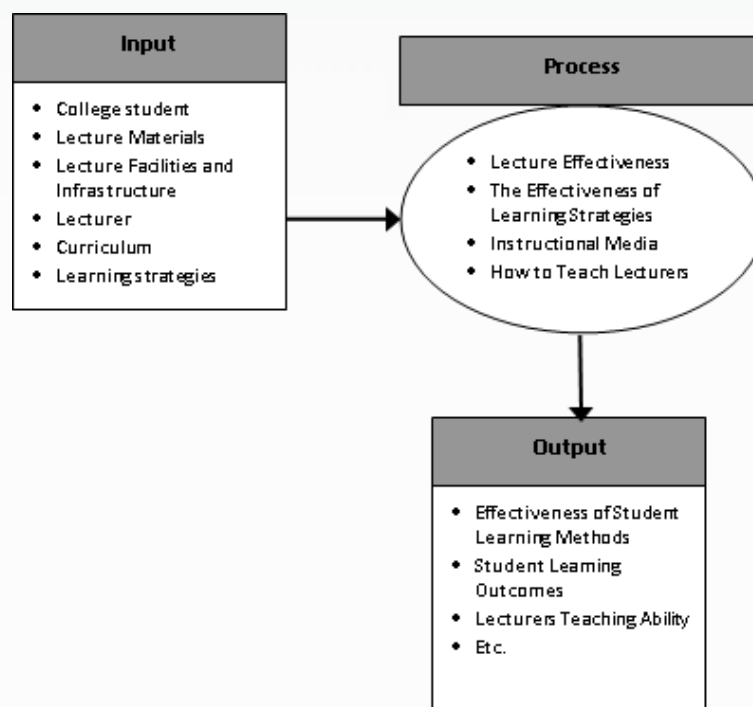 Input
• College student
• Lecture Materials
• Lecture Facilities and
Infrastructure
• Lecturer
• Curriculum
• Learning strategies
Process
• Lecture Effectiveness
• The Effectiveness of
Learning Strategies
• Instructional Media
• How to Teach Lecturers
Output
• Effectiveness of Student
Learning Methods
• Student Learning
Outcomes
• Lecturers Teaching Ability
• Etc.